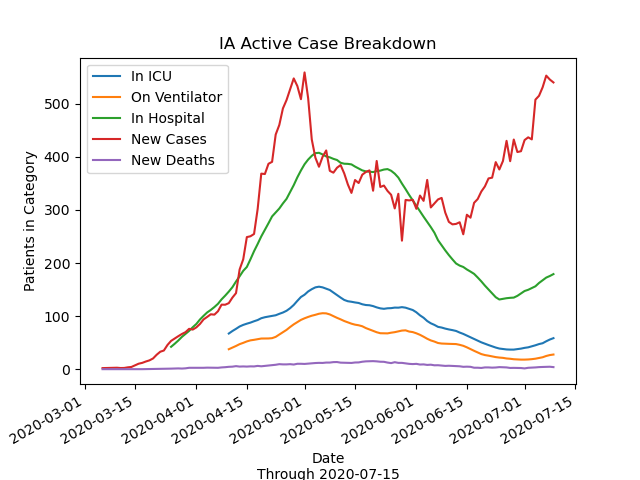 IA Active Case Breakdown
In ICU
On Ventilator
In Hospital
New Cases
New Deaths
Patients in Category
500
400
300
200
100
0
2020-03-01
2020-03-15
2020-04-01
2020-04-15
2020-05-01
2020-05-15
2020-06-01
2020-06-15
2020-07-01
2020-07-15
Date
Through 2020-07-15